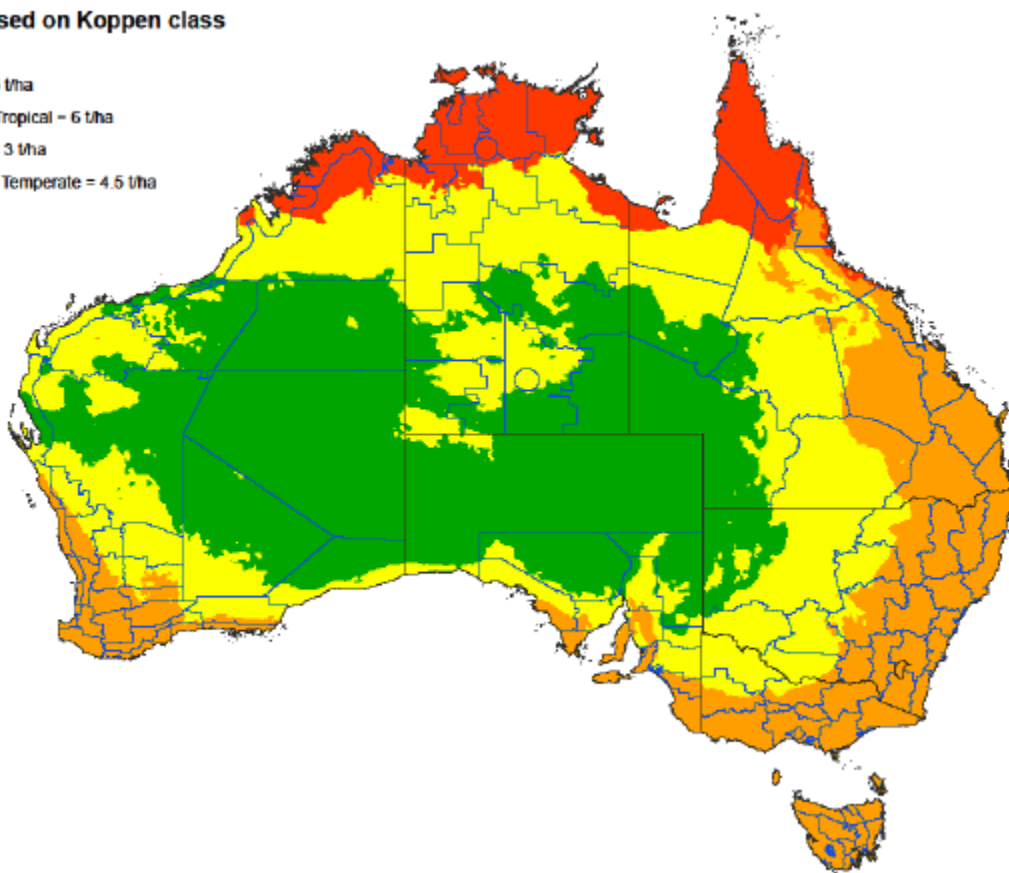 sed on Koppen class
t/ha
Tropical = 6 t/ha
3 t/ha
Temperate = 4.5 t/ha